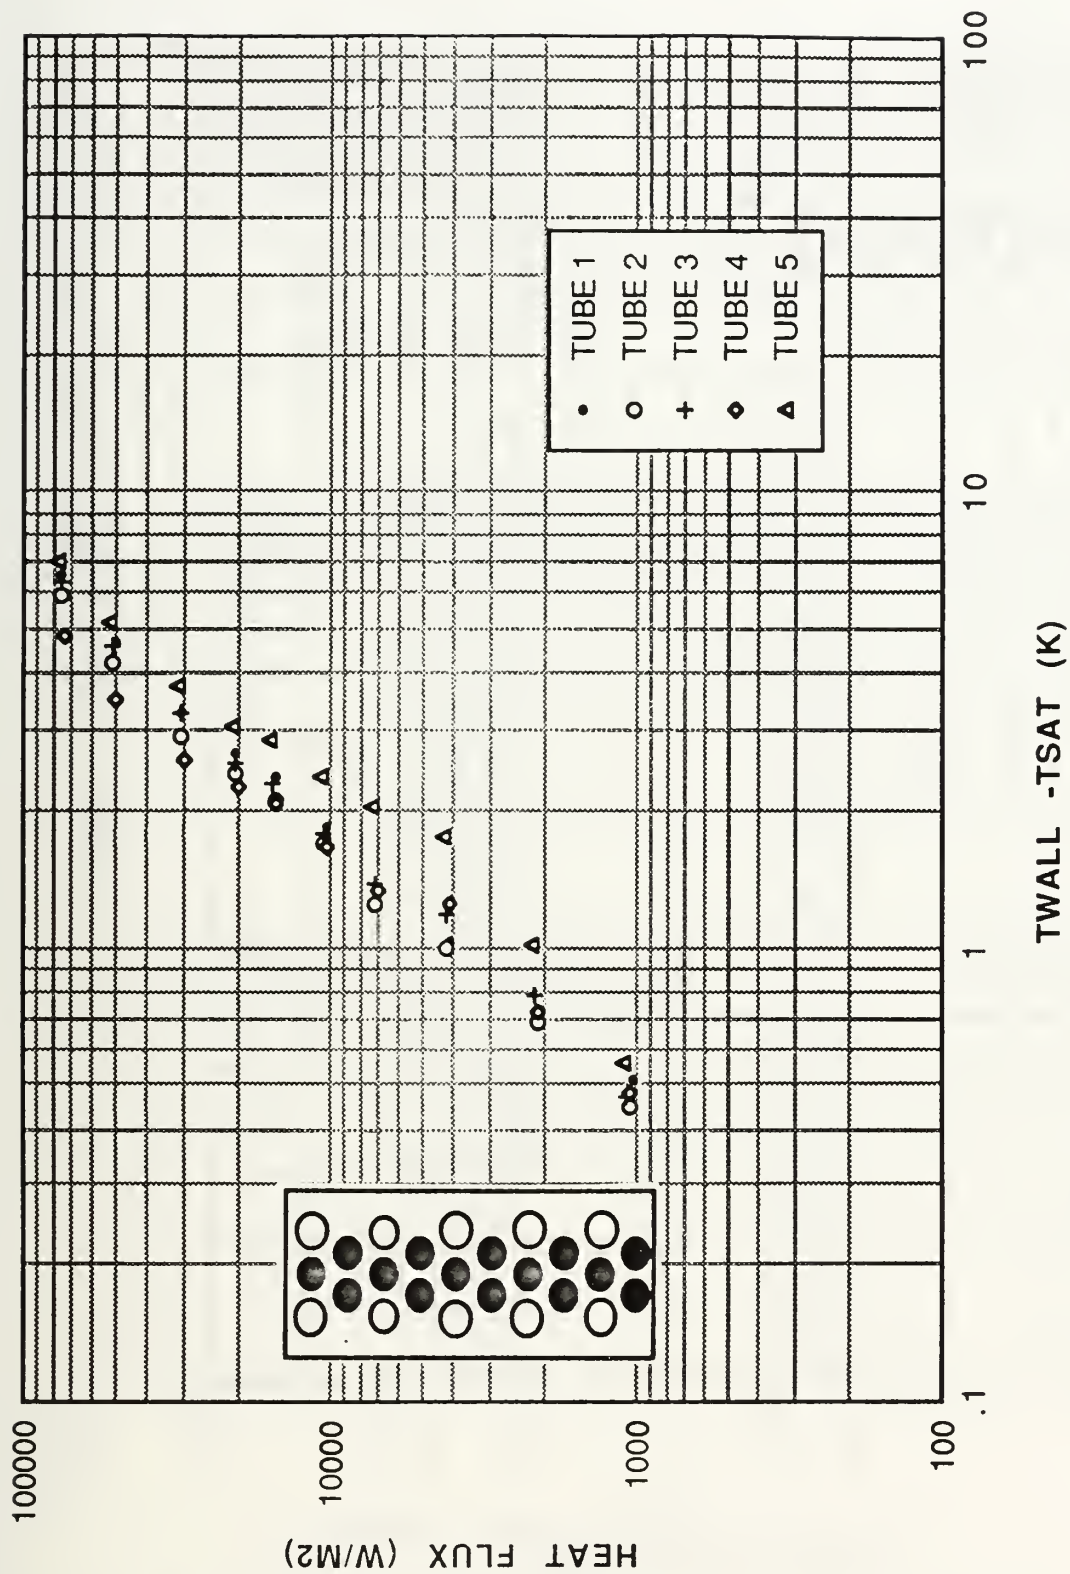 HEAT FLUX (W/M2)
100000
10000
1000
100
.1
1
10
100
TWALL -TSAT (K)
TUBE 1
TUBE 2
TUBE 3
TUBE 4
TUBE 5